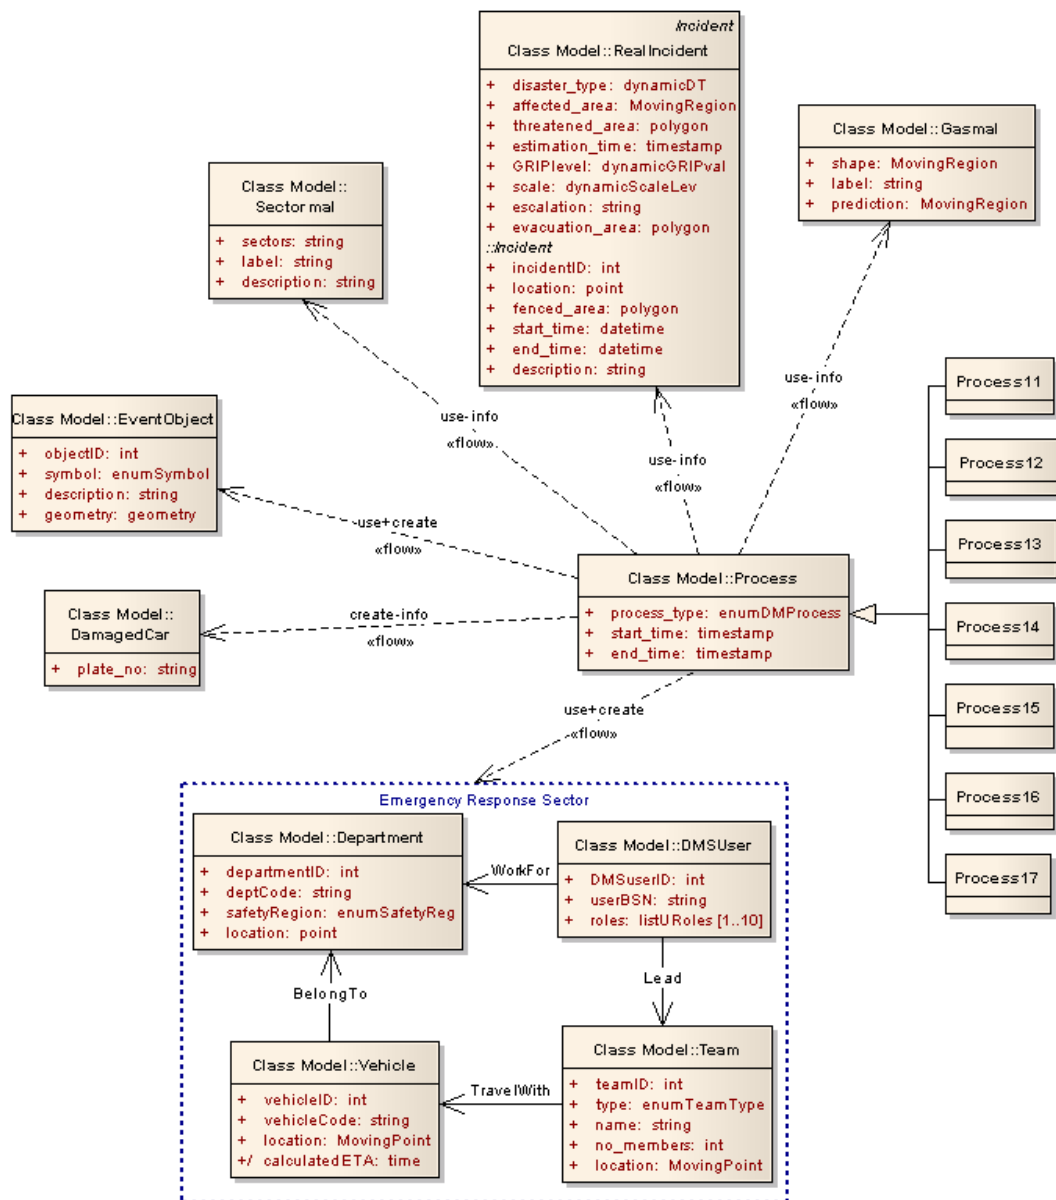 Incident
Class Model::RealIncident
+ disaster_type: dynamicDT
+ affected_area: MovingRegion
+ threatened_area: polygon
+ estimation_time: timestamp
+ GRIPlevel: dynamicGRIPval
+ scale: dynamicScaleLev
+ escalation: string
+ evacuation_area: polygon
::Incident
+ incidentID: int
+ location: point
+ fenced_area: polygon
+ start_time: datetime
+ end_time: datetime
+ description: string
Class Model::Gasmal
+ shape: MovingRegion
+ label: string
+ prediction: MovingRegion
Class Model::
Sectormal
+ sectors: string
+ label: string
+ description: string
Class Model::EventObject
+ objectID: int
+ symbol: enumSymbol
+ description: string
+ geometry: geometry
use-info
«flow»
use-info
«flow»
use-info
«flow»
use+create
«flow»
Class Model::
DamagedCar
+ plate_no: string
create-info
«flow»
Class Model::Process
+ process_type: enumDMProcess
+ start_time: timestamp
+ end_time: timestamp
Process11
Process12
Process13
Process14
Process15
Process16
Process17
use+create
«flow»
Emergency Response Sector
Class Model::Department
+ departmentID: int
+ deptCode: string
+ safetyRegion: enumSafetyReg
+ location: point
WorkFor
Class Model::DMSUser
+ DMSuserID: int
+ userBSN: string
+ roles: listURoles [1..10]
BelongTo
Lead
Class Model::Vehicle
+ vehicleID: int
+ vehicleCode: string
+ location: MovingPoint
+/ calculatedETA: time
TravelWith
Class Model::Team
+ teamID: int
+ type: enumTeamType
+ name: string
+ no_members: int
+ location: MovingPoint